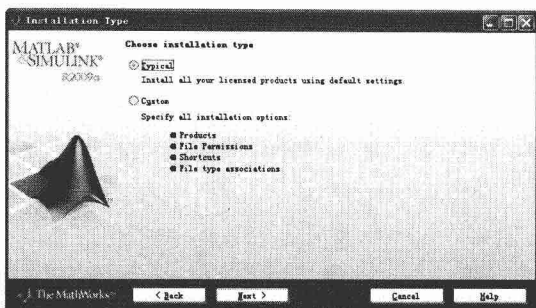 Installation Type
MATLAB®
&SIMULINK®
R2009a
Choose installation type
Typical
Install all your licensed products using default settings.
Custom
Specify all installation options:
Products
File Permissions
Shortcuts
File type associations
The MathWorks™
< Back
Next >
Cancel
Help